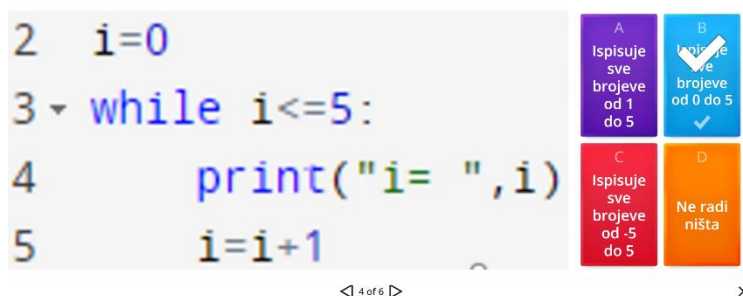 2 i=0
3 while i<=5:
4 print("i= ",i)
5 i=i+1
A
Ispisuje
sve
brojeve
od 1
do 5
B
brojeve
od 0 do 5
C
Ispisuje
sve
brojeve
od -5
do 5
D
Ne radi
ništa
4 of 6